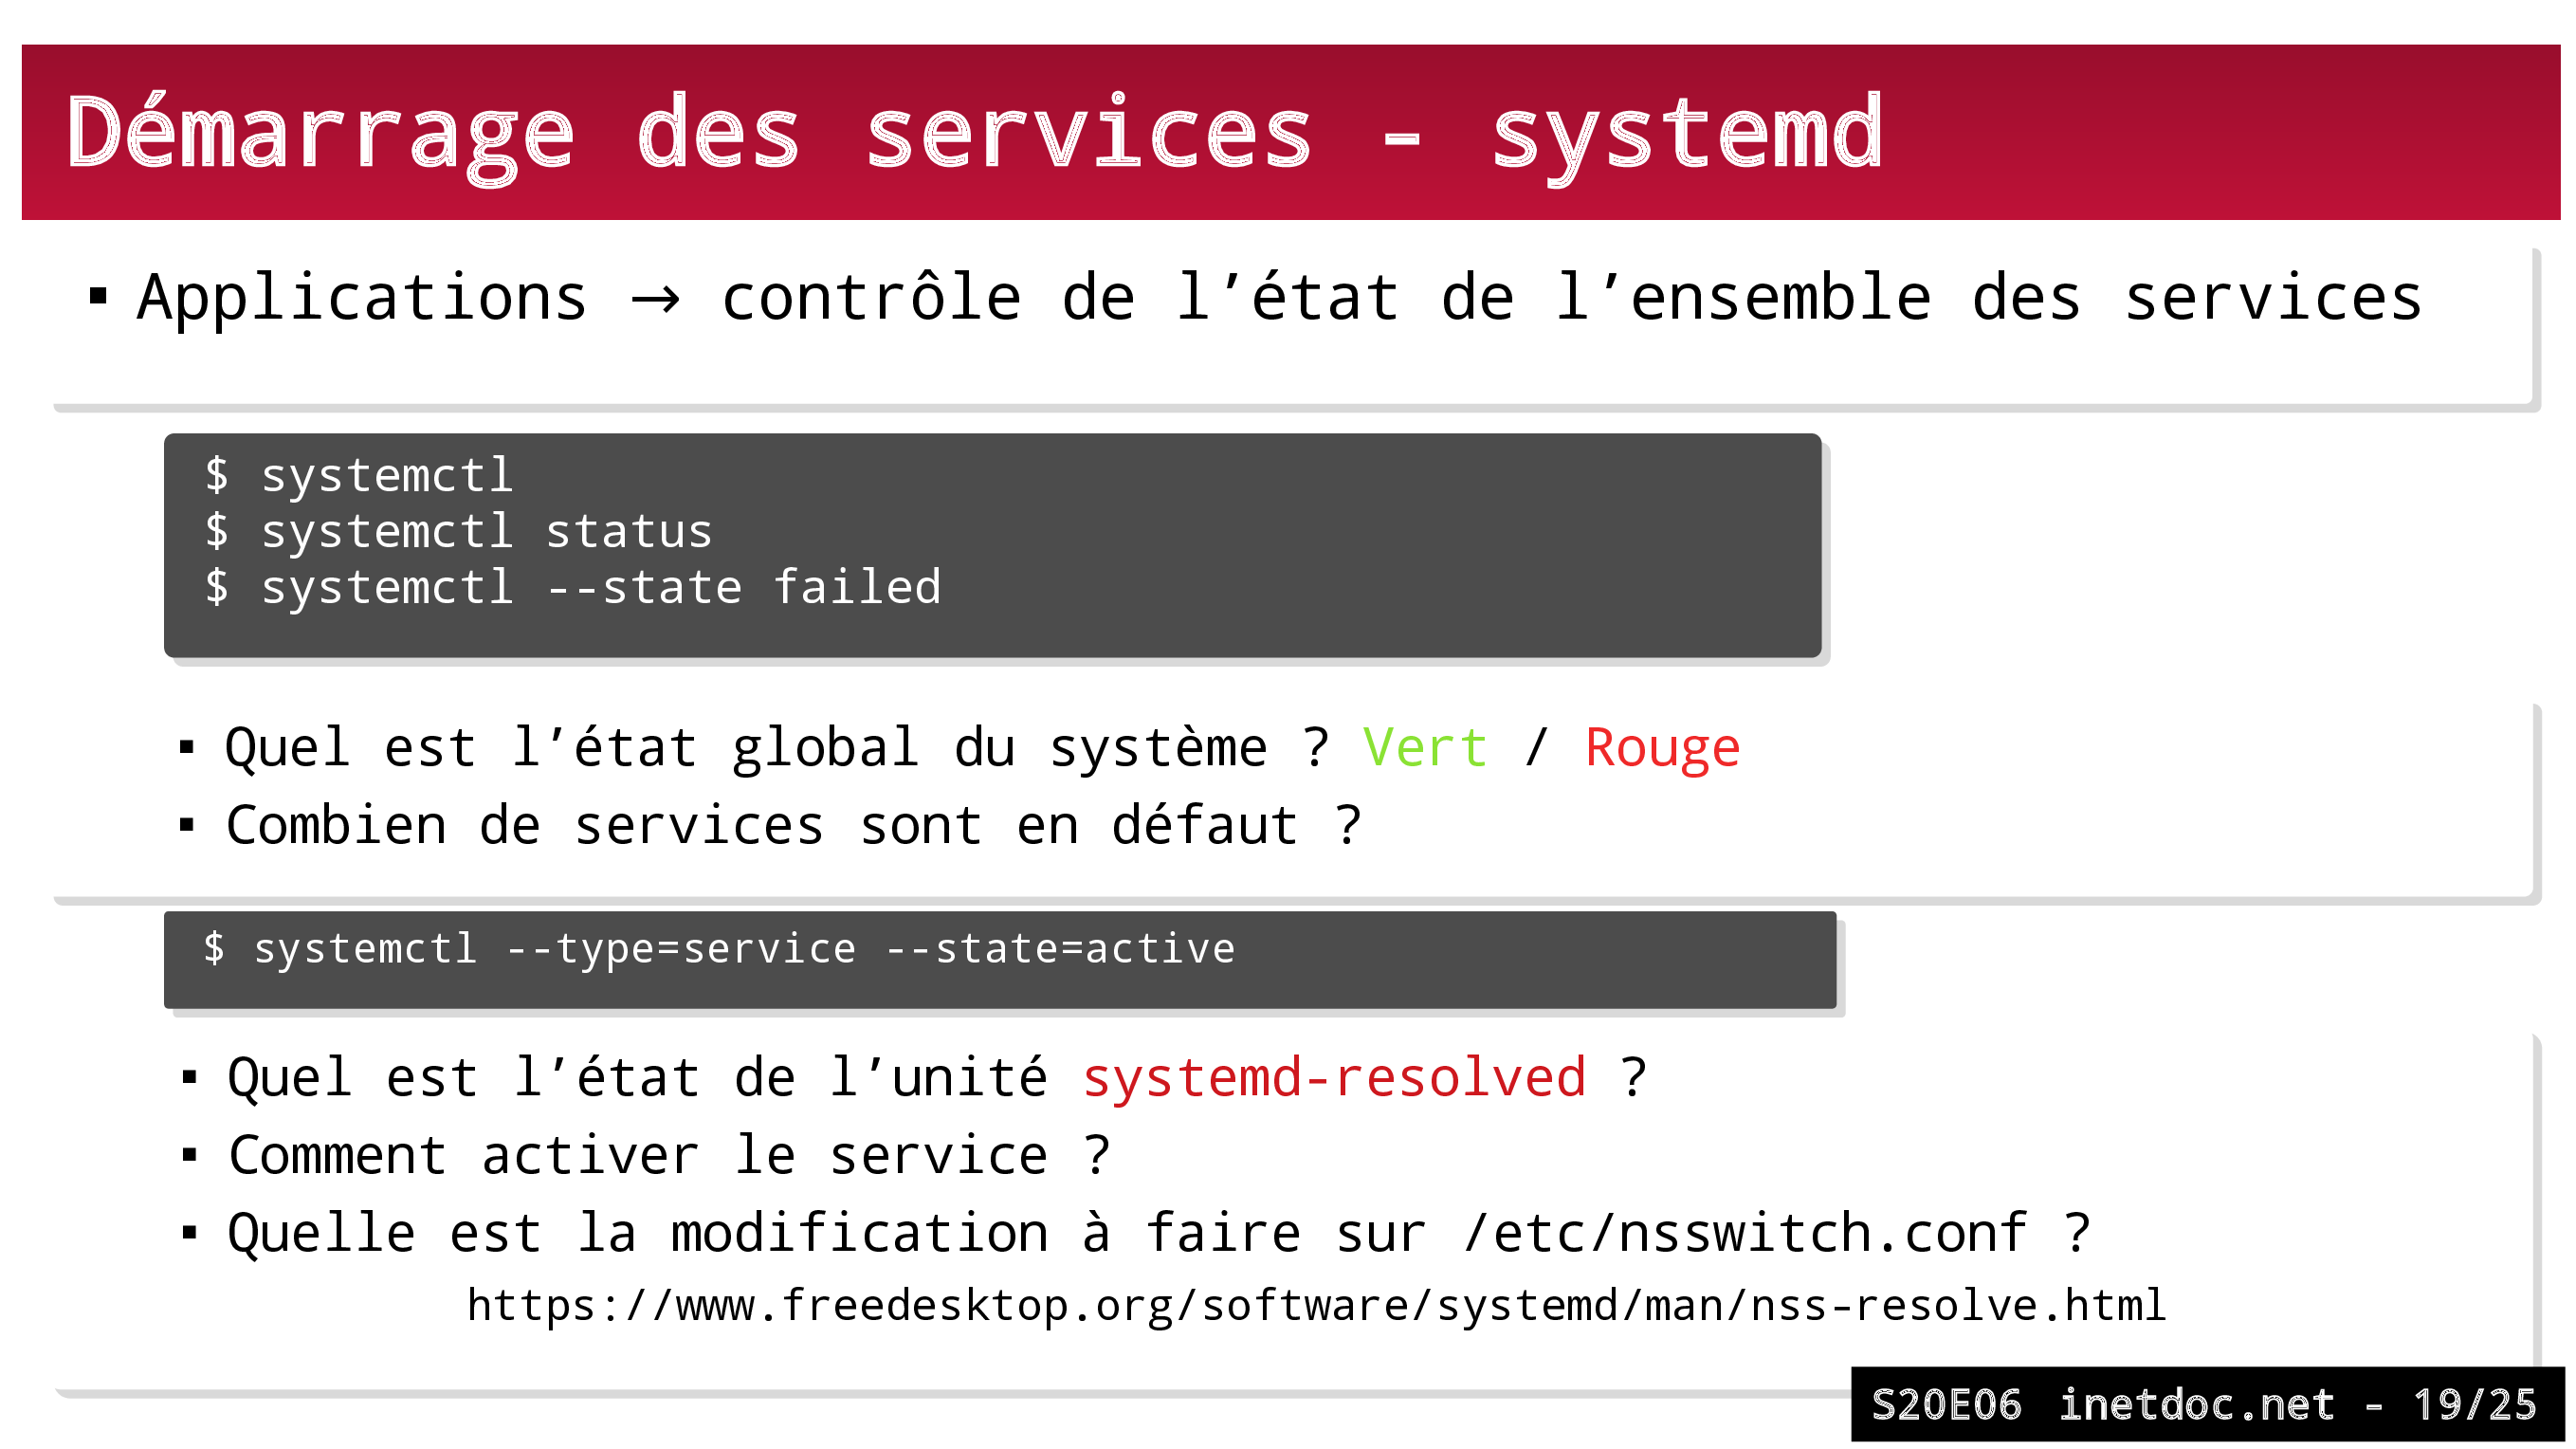 Démarrage des services - systemd
▪ Applications → contrôle de l’état de l’ensemble des services
$ systemctl
$ systemctl status
$ systemctl --state failed
▪ Quel est l’état global du système ? Vert / Rouge
▪ Combien de services sont en défaut ?
$ systemctl --type=service --state=active
▪ Quel est l’état de l’unité systemd-resolved ?
▪ Comment activer le service ?
▪ Quelle est la modification à faire sur /etc/nsswitch.conf ?
https://www.freedesktop.org/software/systemd/man/nss-resolve.html
S20E06 inetdoc.net - 19/25